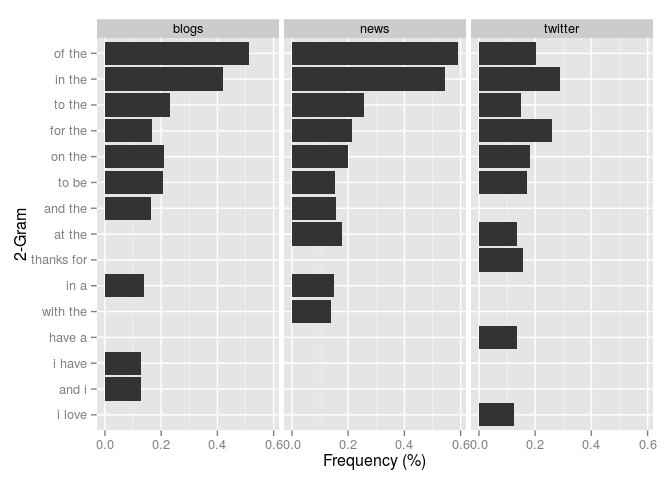 blogs news twitter
of the
in the
to the
for the
on the
to be
and the
at the
thanks for
in a
with the
have a
i have
and i
i love
2-Gram
0.0 0.2 0.4 0.6 0.0 0.2 0.4 0.6 0.0 0.2 0.4 0.6
Frequency (%)